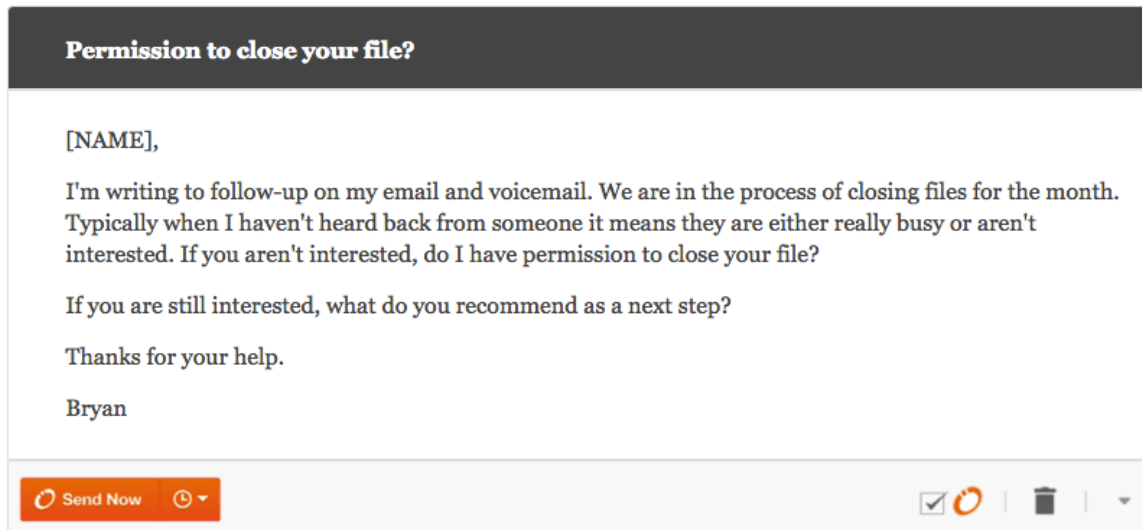 Permission to close your file?
[NAME],
I'm writing to follow-up on my email and voicemail. We are in the process of closing files for the month.
Typically when I haven't heard back from someone it means they are either really busy or aren't
interested. If you aren't interested, do I have permission to close your file?
If you are still interested, what do you recommend as a next step?
Thanks for your help.
Bryan
Send Now